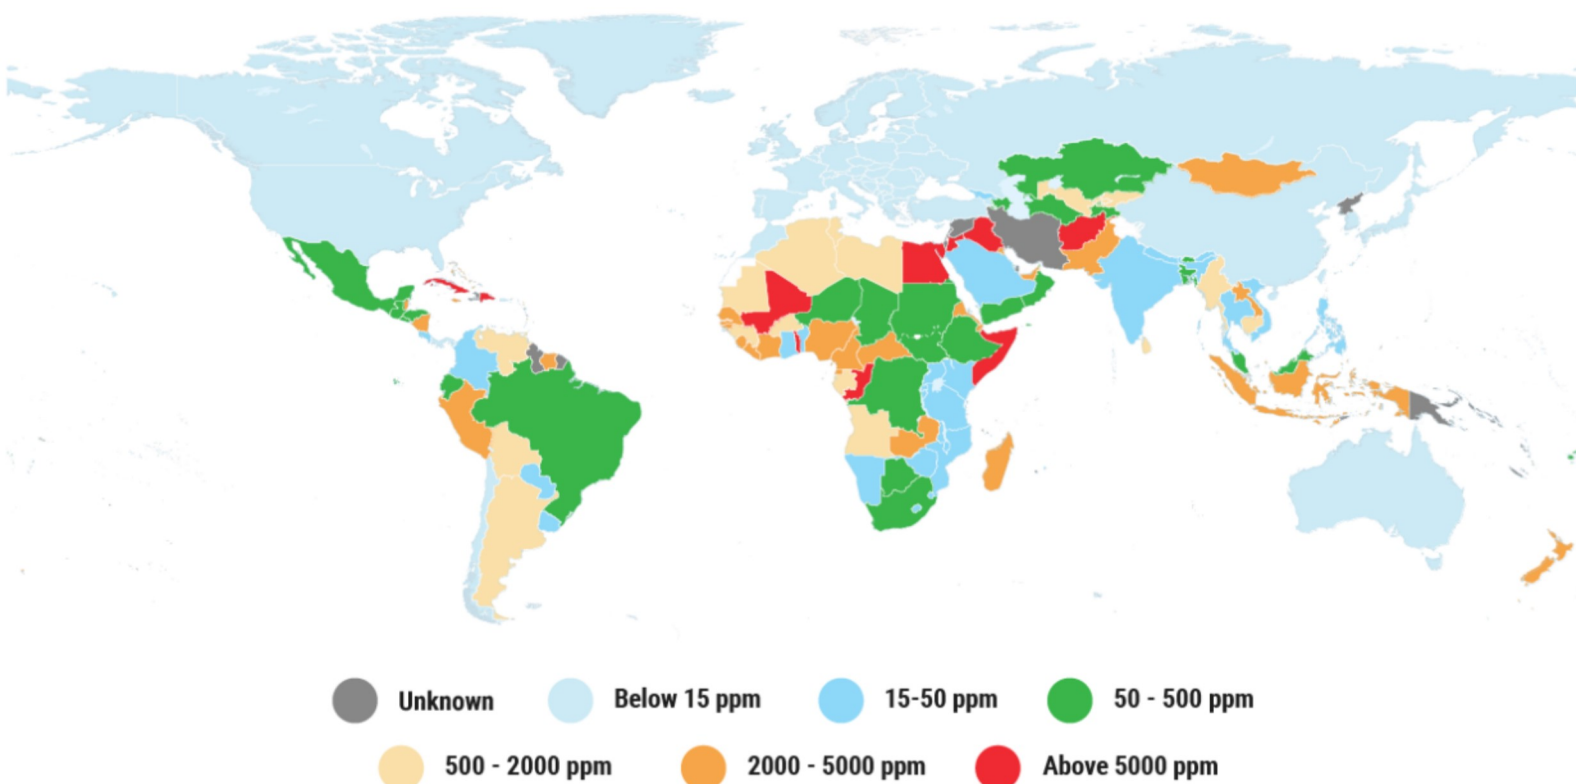 Unknown
Below 15 ppm
15-50 ppm
50 - 500 ppm
500 - 2000 ppm
2000 - 5000 ppm
Above 5000 ppm